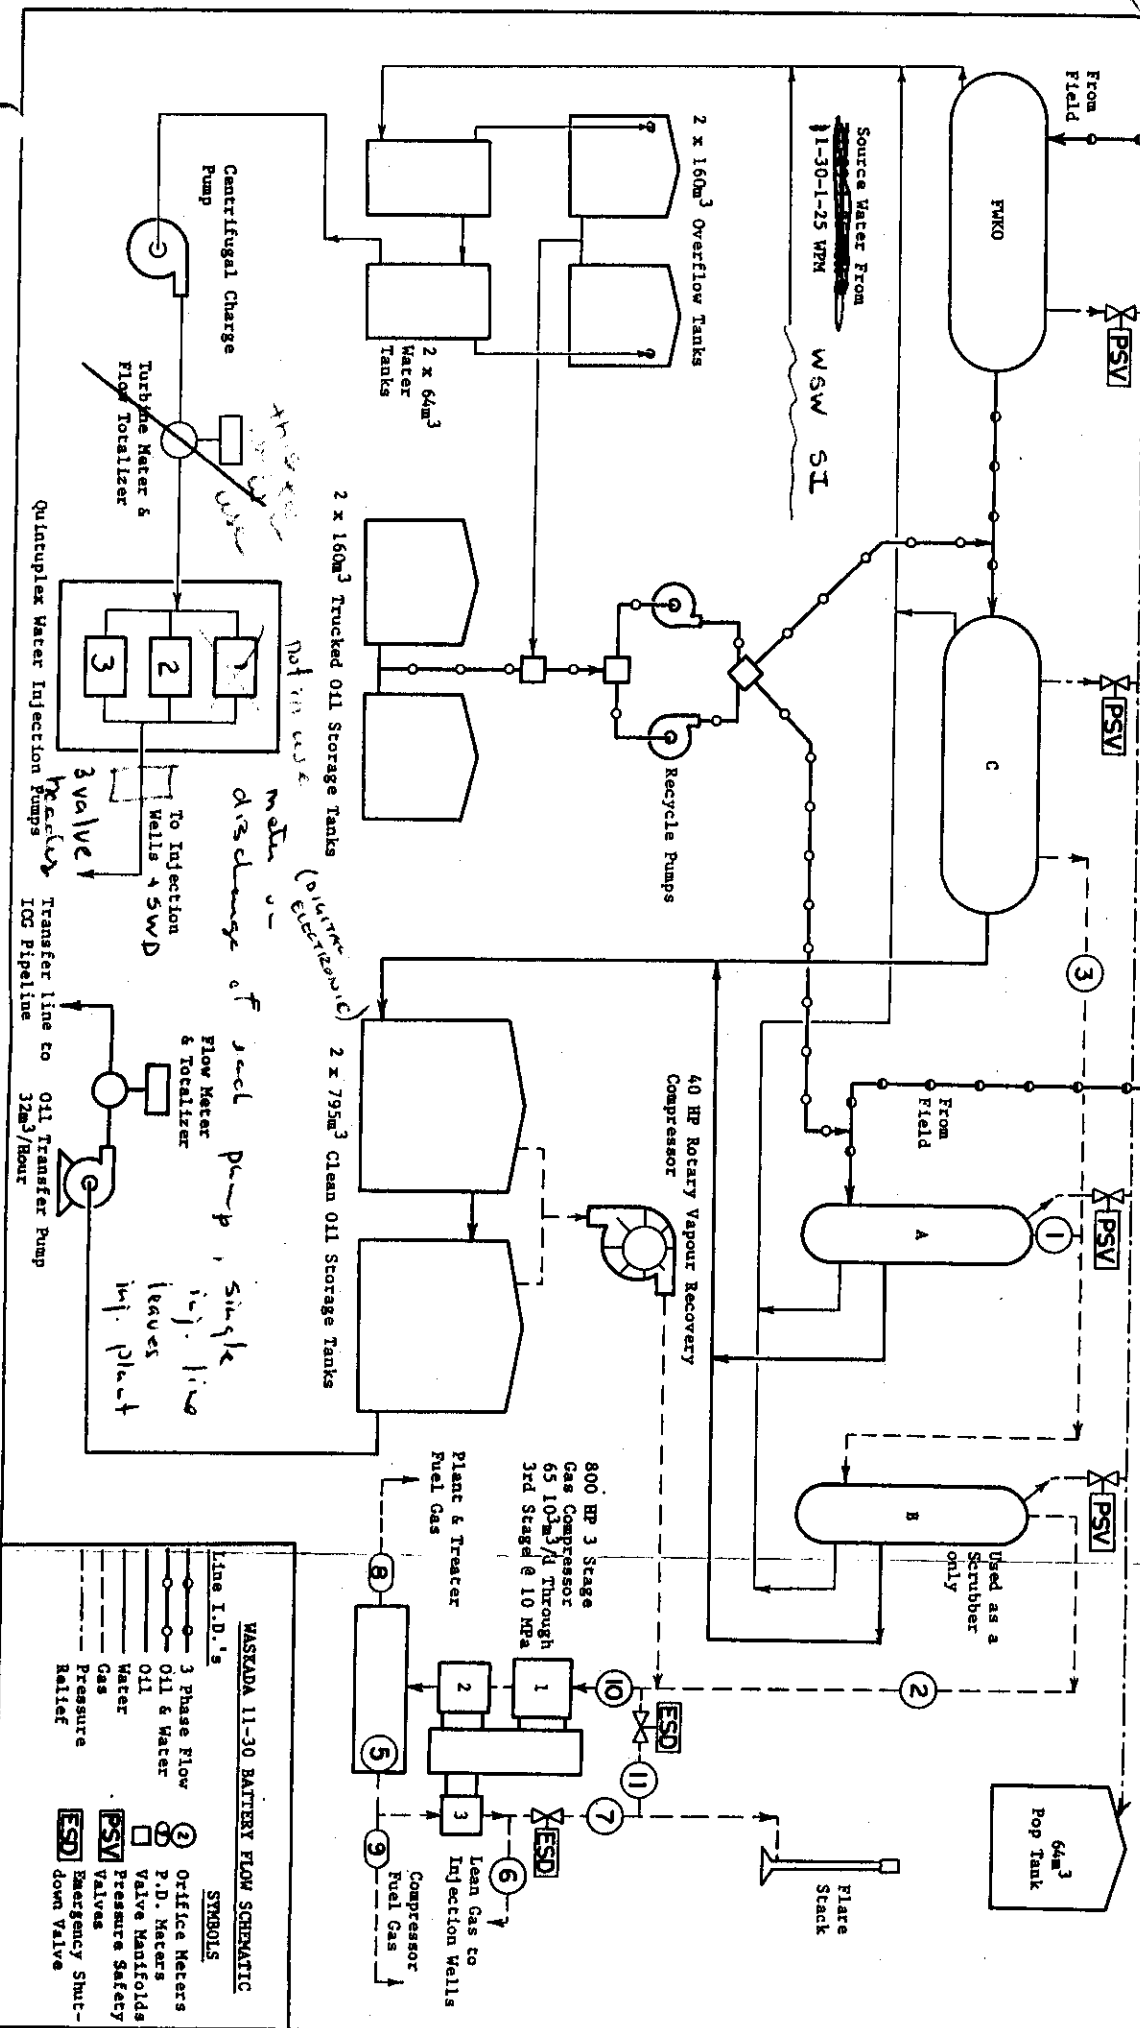 From
Field
FWKO
PSV
Source Water From
11-30-1-25 WPM
WSW SI
2 x 160m³ Overflow Tanks
2 x 64m³
Water
Tanks
Centrifugal Charge
Pump
Turbine Meter &
Flow Totalizer
use
C
PSV
3
Recycle Pumps
2 x 160m³ Trucked Oil Storage Tanks
not in use
1
2
3
Quintuplex Water Injection Pumps
To Injection
Wells + SWD
3 valve
header
meter on
discharge of each pump, single
inj. line
leaves
inj. plant
(DIGITAL
ELECTRONIC)
From
Field
A
1
PSV
40 HP Rotary Vapour Recovery
Compressor
2 x 795m³ Clean Oil Storage Tanks
Flow Meter
& Totalizer
Transfer line to
ICG Pipeline
Oil Transfer Pump
32m³/Hour
B
PSV
Used as a
Scrubber
only
2
64m³
Pop Tank
Flare
Stack
800 HP 3 Stage
Gas Compressor
65 10³m³/d Through
3rd Stage @ 10 MPa
10
ESD
11
7
ESD
6
1
2
3
5
8
9
Plant & Treater
Fuel Gas
Lean Gas to
Injection Wells
Compressor
Fuel Gas
WASKADA 11-30 BATTERY FLOW SCHEMATIC
Line I.D.'s
3 Phase Flow
Oil & Water
Oil
Water
Gas
Pressure
Relief
SYMBOLS
2 Orifice Meters
P.D. Meters
Valve Manifolds
PSV Pressure Safety
Valves
ESD Emergency Shut-
down Valve